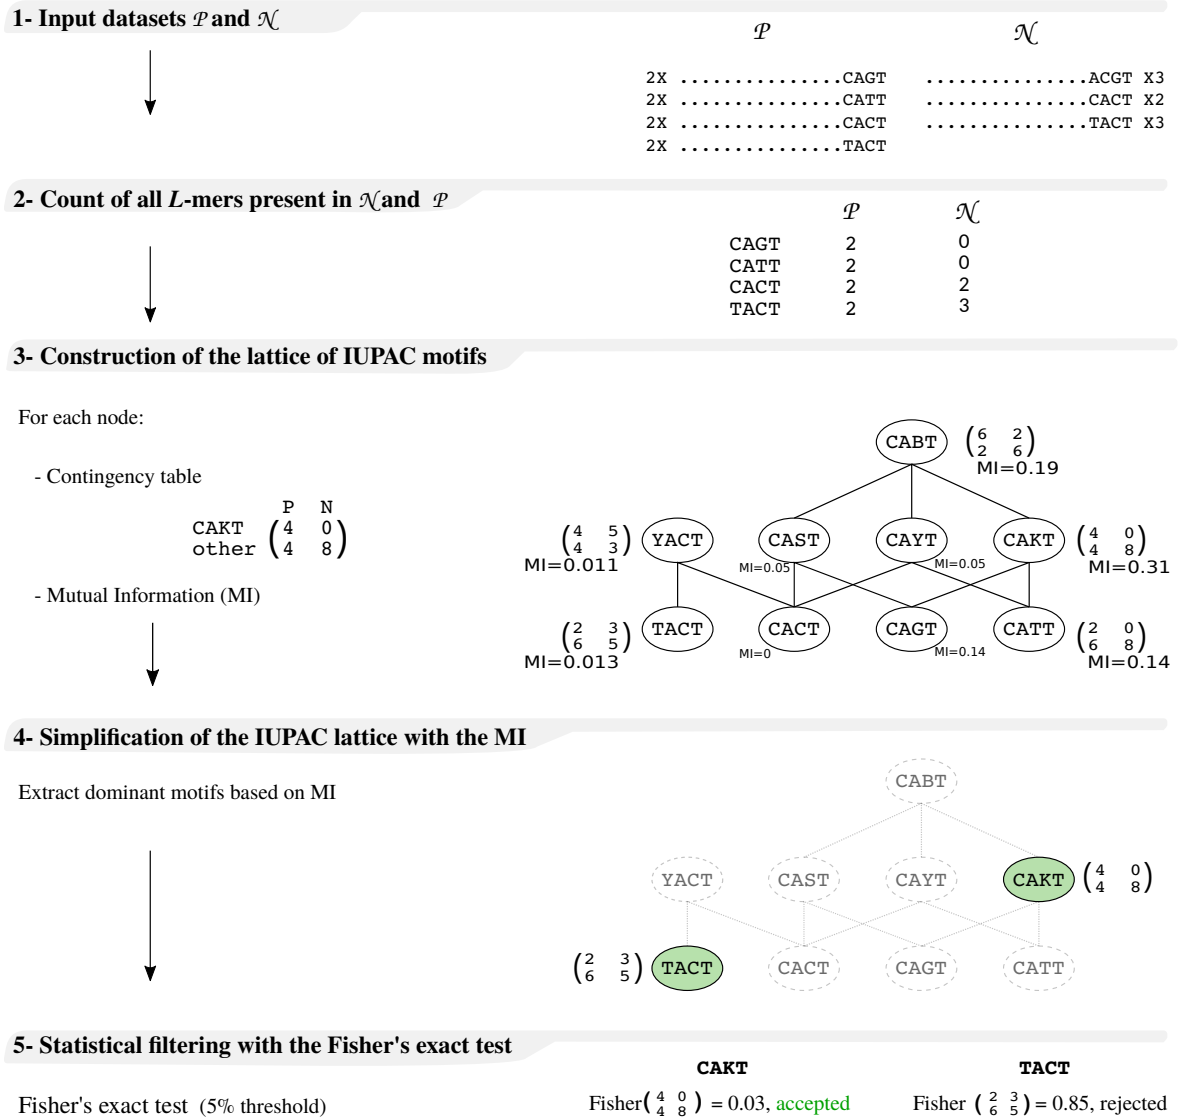 1- Input datasets 𝒫 and 𝒩
𝒫 𝒩
2X ...............CAGT ...............ACGT X3
2X ...............CATT ...............CACT X2
2X ...............CACT ...............TACT X3
2X ...............TACT
2- Count of all L-mers present in 𝒩 and 𝒫
𝒫 𝒩
CAGT 2 0
CATT 2 0
CACT 2 2
TACT 2 3
3- Construction of the lattice of IUPAC motifs
For each node:
- Contingency table
P N
CAKT (4 0
other 4 8)
- Mutual Information (MI)
CABT (6 2
2 6)
MI=0.19
(4 5
4 3) YACT CAST CAYT CAKT (4 0
4 8)
MI=0.011 MI=0.05 MI=0.05 MI=0.31
(2 3
6 5) TACT CACT CAGT CATT (2 0
6 8)
MI=0.013 MI=0 MI=0.14 MI=0.14
4- Simplification of the IUPAC lattice with the MI
Extract dominant motifs based on MI
CABT
YACT CAST CAYT CAKT (4 0
4 8)
(2 3
6 5) TACT CACT CAGT CATT
5- Statistical filtering with the Fisher's exact test
CAKT TACT
Fisher's exact test (5% threshold)
Fisher(4 0
4 8) = 0.03, accepted
Fisher (2 3
6 5) = 0.85, rejected